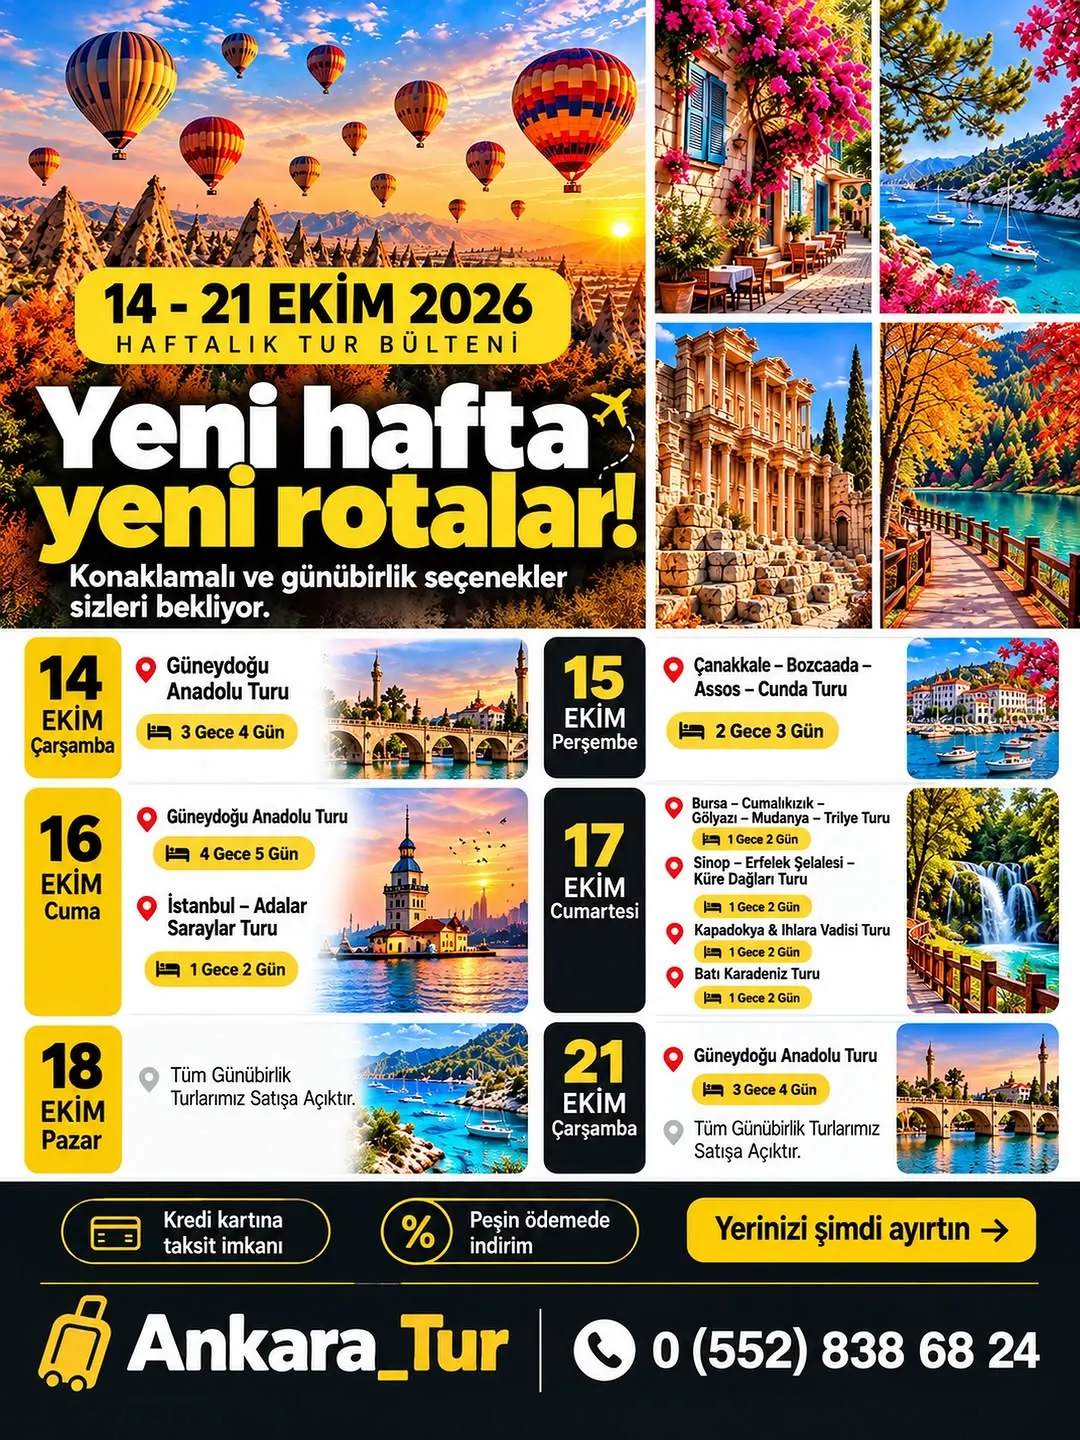 14 - 21 EKİM 2026
HAFTALIK TUR BÜLTENİ
Yeni hafta
yeni rotalar!
Konaklamalı ve günübirlik seçenekler
sizleri bekliyor.
14
EKİM
Çarşamba
Güneydoğu
Anadolu Turu
3 Gece 4 Gün
15
EKİM
Perşembe
Çanakkale – Bozcaada –
Assos – Cunda Turu
2 Gece 3 Gün
16
EKİM
Cuma
Güneydoğu Anadolu Turu
4 Gece 5 Gün
İstanbul – Adalar
Saraylar Turu
1 Gece 2 Gün
17
EKİM
Cumartesi
Bursa – Cumalıkızık –
Gölyazı – Mudanya – Trilye Turu
1 Gece 2 Gün
Sinop – Erfelek Şelalesi –
Küre Dağları Turu
1 Gece 2 Gün
Kapadokya & Ihlara Vadisi Turu
1 Gece 2 Gün
Batı Karadeniz Turu
1 Gece 2 Gün
18
EKİM
Pazar
Tüm Günübirlik
Turlarımız Satışa Açıktır.
21
EKİM
Çarşamba
Güneydoğu Anadolu Turu
3 Gece 4 Gün
Tüm Günübirlik Turlarımız
Satışa Açıktır.
Kredi kartına
taksit imkanı
%
Peşin ödemede
indirim
Yerinizi şimdi ayırtın →
Ankara_Tur
0 (552) 838 68 24